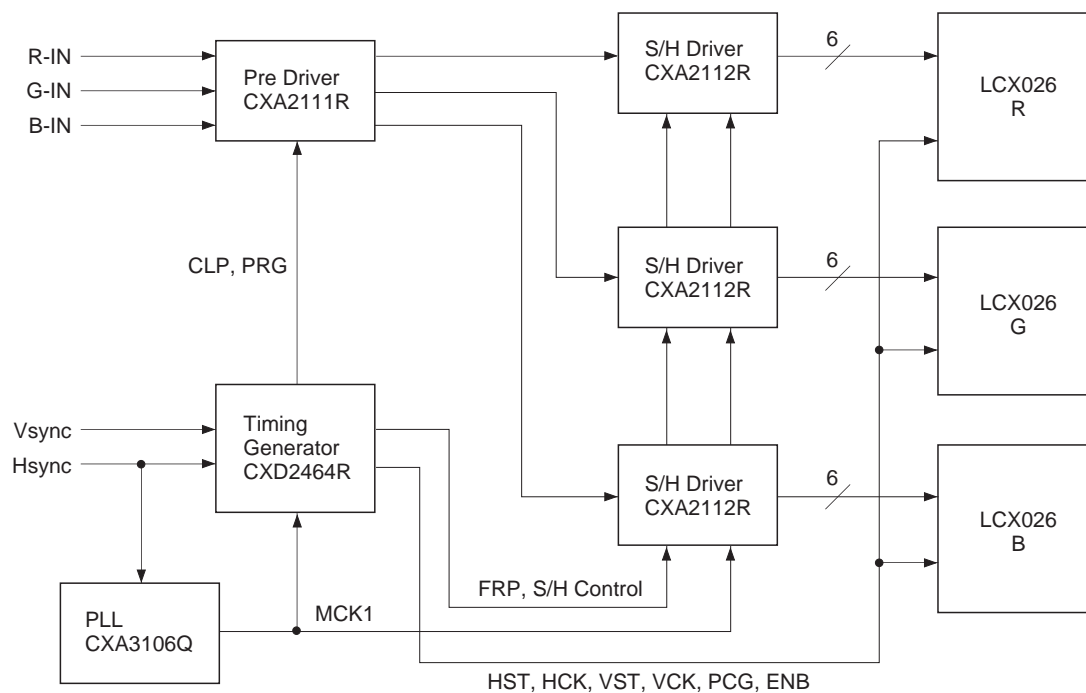 R-IN
G-IN
B-IN
Pre Driver
CXA2111R
S/H Driver
CXA2112R
6
LCX026
R
CLP, PRG
S/H Driver
CXA2112R
6
LCX026
G
Vsync
Hsync
Timing
Generator
CXD2464R
S/H Driver
CXA2112R
6
LCX026
B
PLL
CXA3106Q
MCK1
FRP, S/H Control
HST, HCK, VST, VCK, PCG, ENB